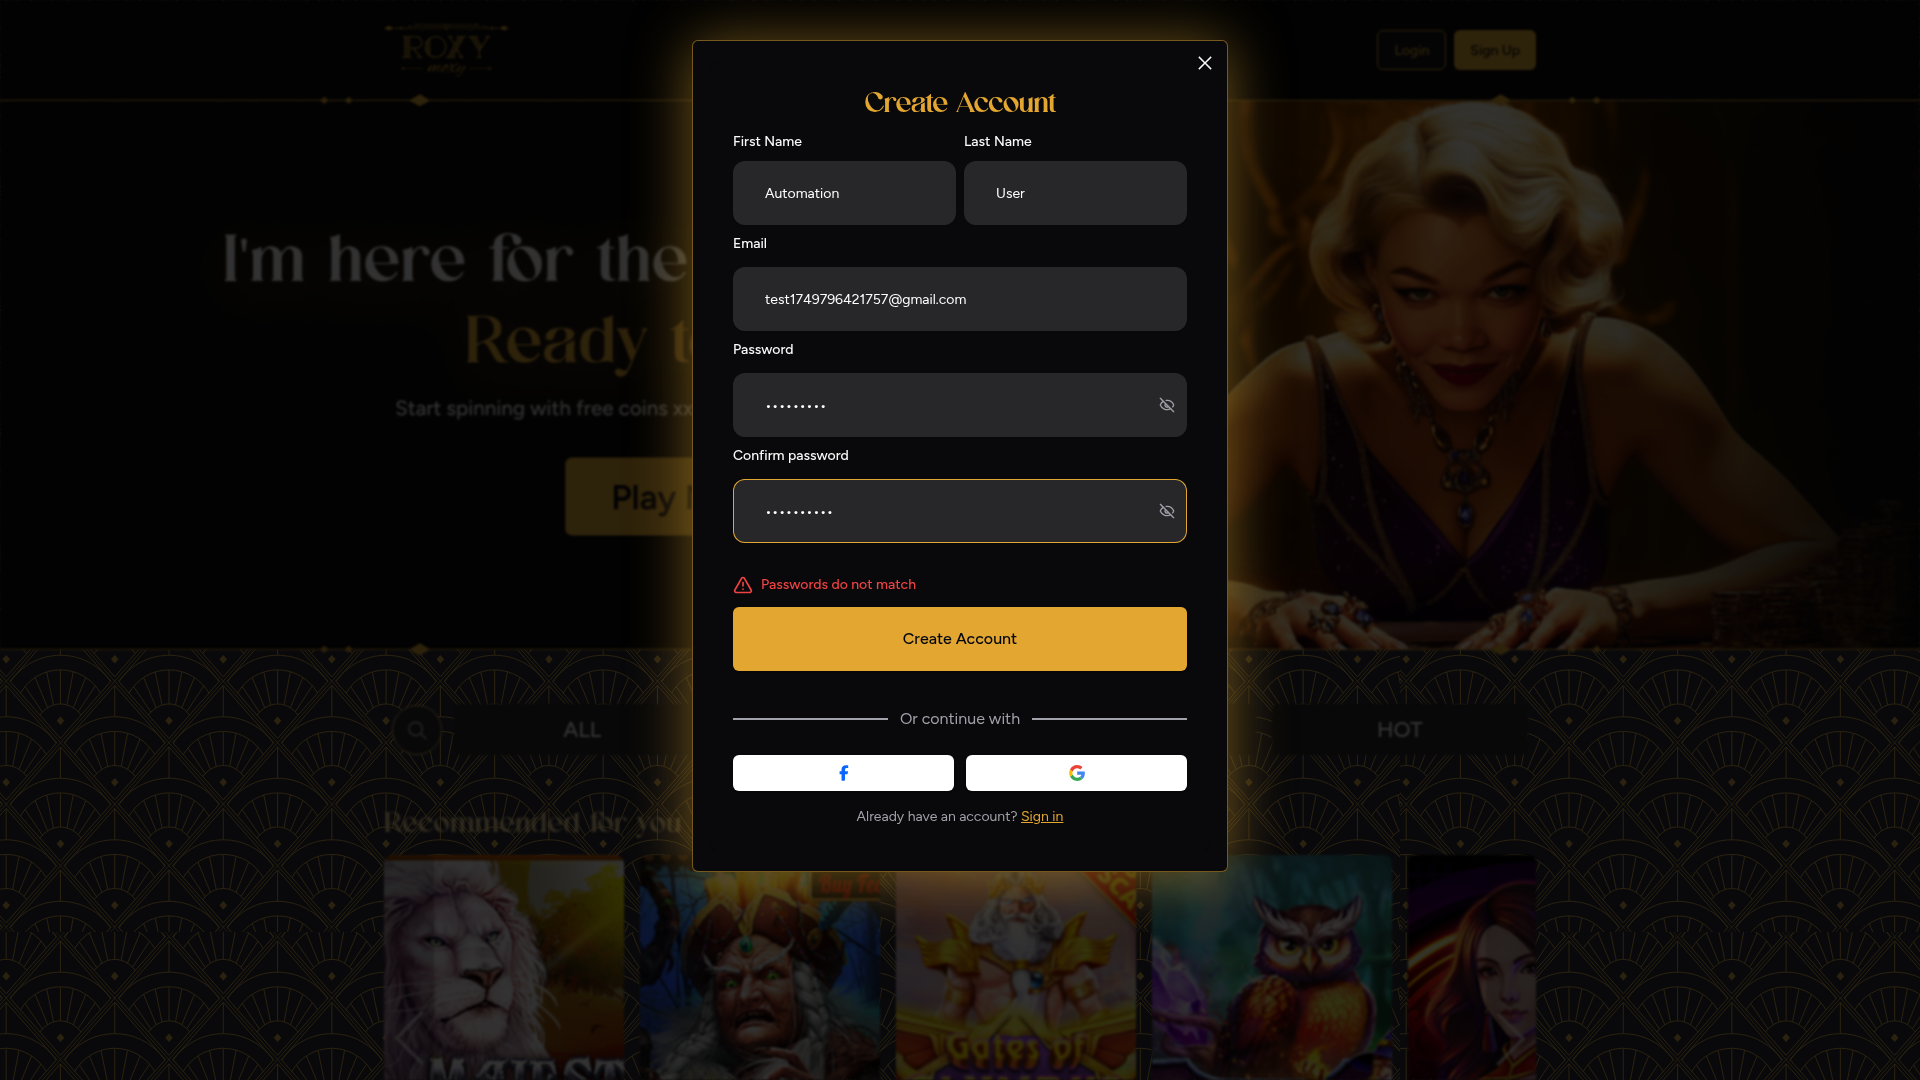 ROXY
moxy
Login
Sign Up
Create Account
First Name
Last Name
Automation
User
Email
test1749796421757@gmail.com
Password
•••••••••
Confirm password
••••••••••
Passwords do not match
Create Account
Or continue with
Already have an account? Sign in
I'm here for the
Ready
Start spinning with free coins
Play
ALL
HOT
Recommended for you
Buy
Gates of